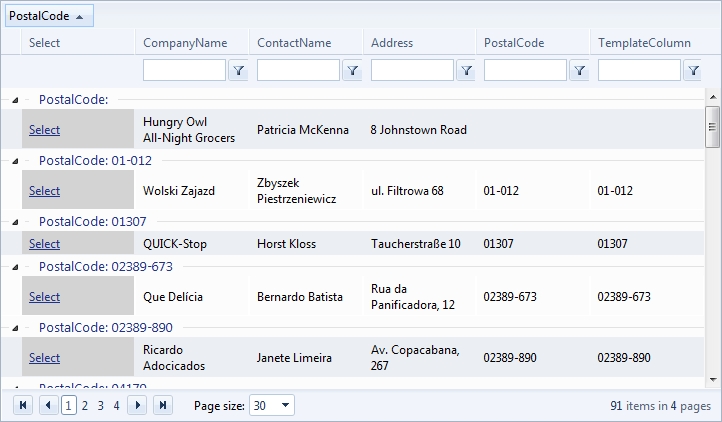 PostalCode
Select CompanyName ContactName Address PostalCode TemplateColumn
PostalCode:
Select Hungry Owl All-Night Grocers Patricia McKenna 8 Johnstown Road
PostalCode: 01-012
Select Wolski Zajazd Zbyszek Piestrzeniewicz ul. Filtrowa 68 01-012 01-012
PostalCode: 01307
Select QUICK-Stop Horst Kloss Taucherstraße 10 01307 01307
PostalCode: 02389-673
Select Que Delícia Bernardo Batista Rua da Panificadora, 12 02389-673 02389-673
PostalCode: 02389-890
Select Ricardo Adocicados Janete Limeira Av. Copacabana, 267 02389-890 02389-890
PostalCode: 04179
1 2 3 4 Page size: 30 91 items in 4 pages